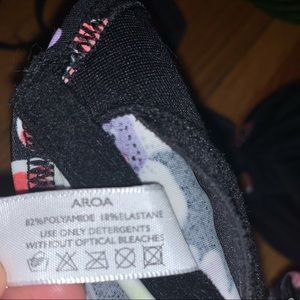 AROA
82%POLYAMIDE 18%ELASTANE
USE ONLY DETERGENTS
WITHOUT OPTICAL BLEACHES